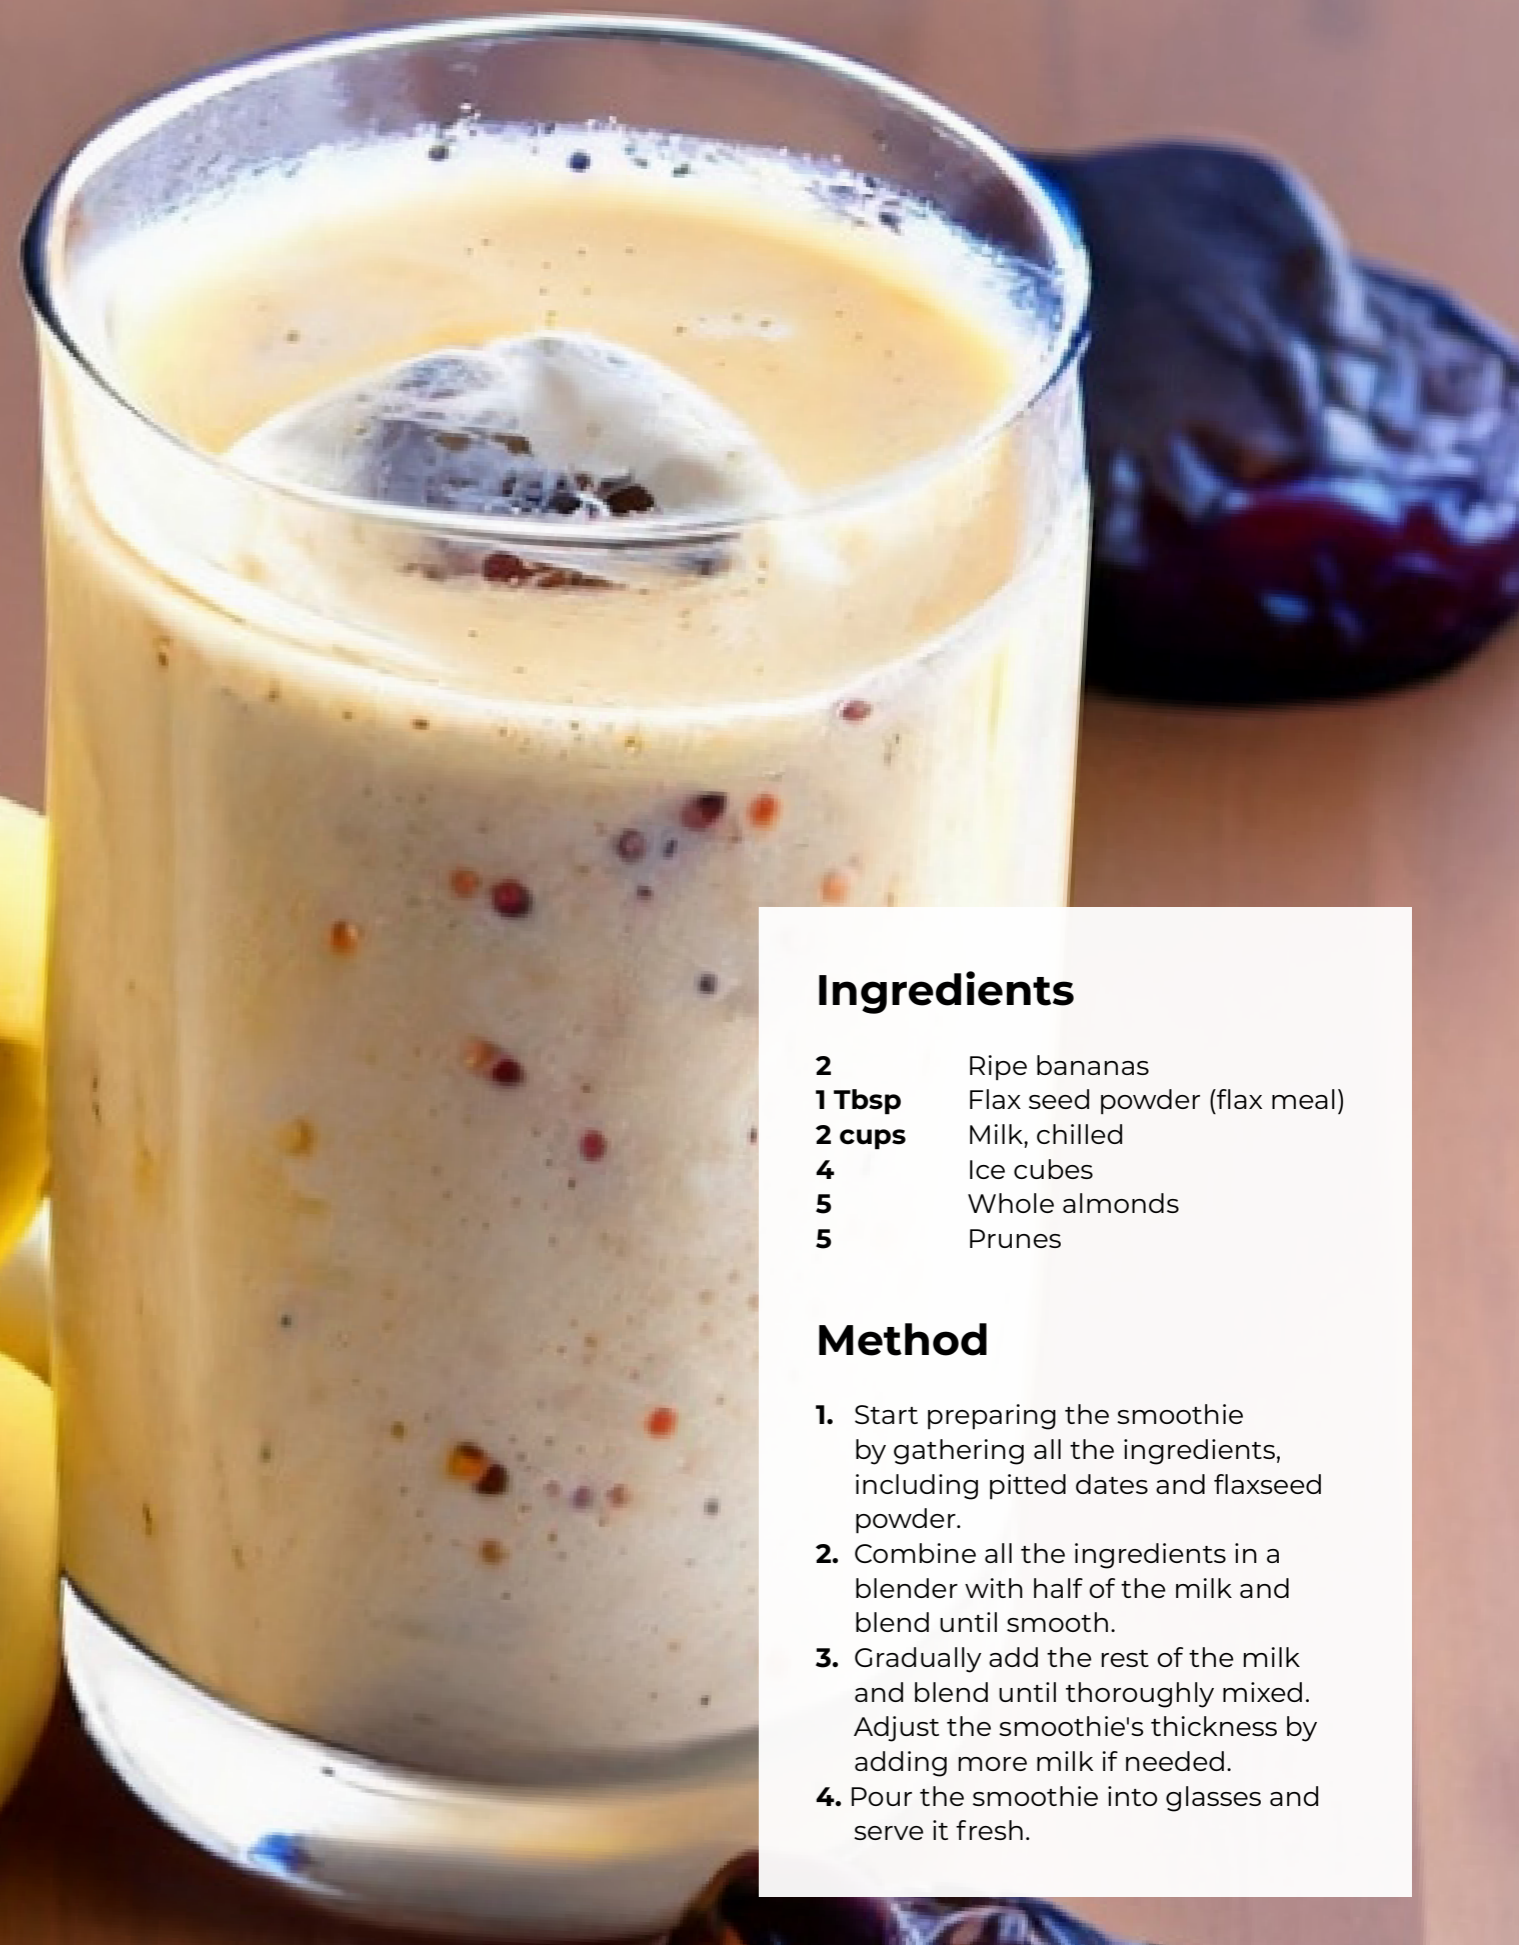 Ingredients
2 Ripe bananas
1 Tbsp Flax seed powder (flax meal)
2 cups Milk, chilled
4 Ice cubes
5 Whole almonds
5 Prunes
Method
1. Start preparing the smoothie
by gathering all the ingredients,
including pitted dates and flaxseed
powder.
2. Combine all the ingredients in a
blender with half of the milk and
blend until smooth.
3. Gradually add the rest of the milk
and blend until thoroughly mixed.
Adjust the smoothie's thickness by
adding more milk if needed.
4. Pour the smoothie into glasses and
serve it fresh.